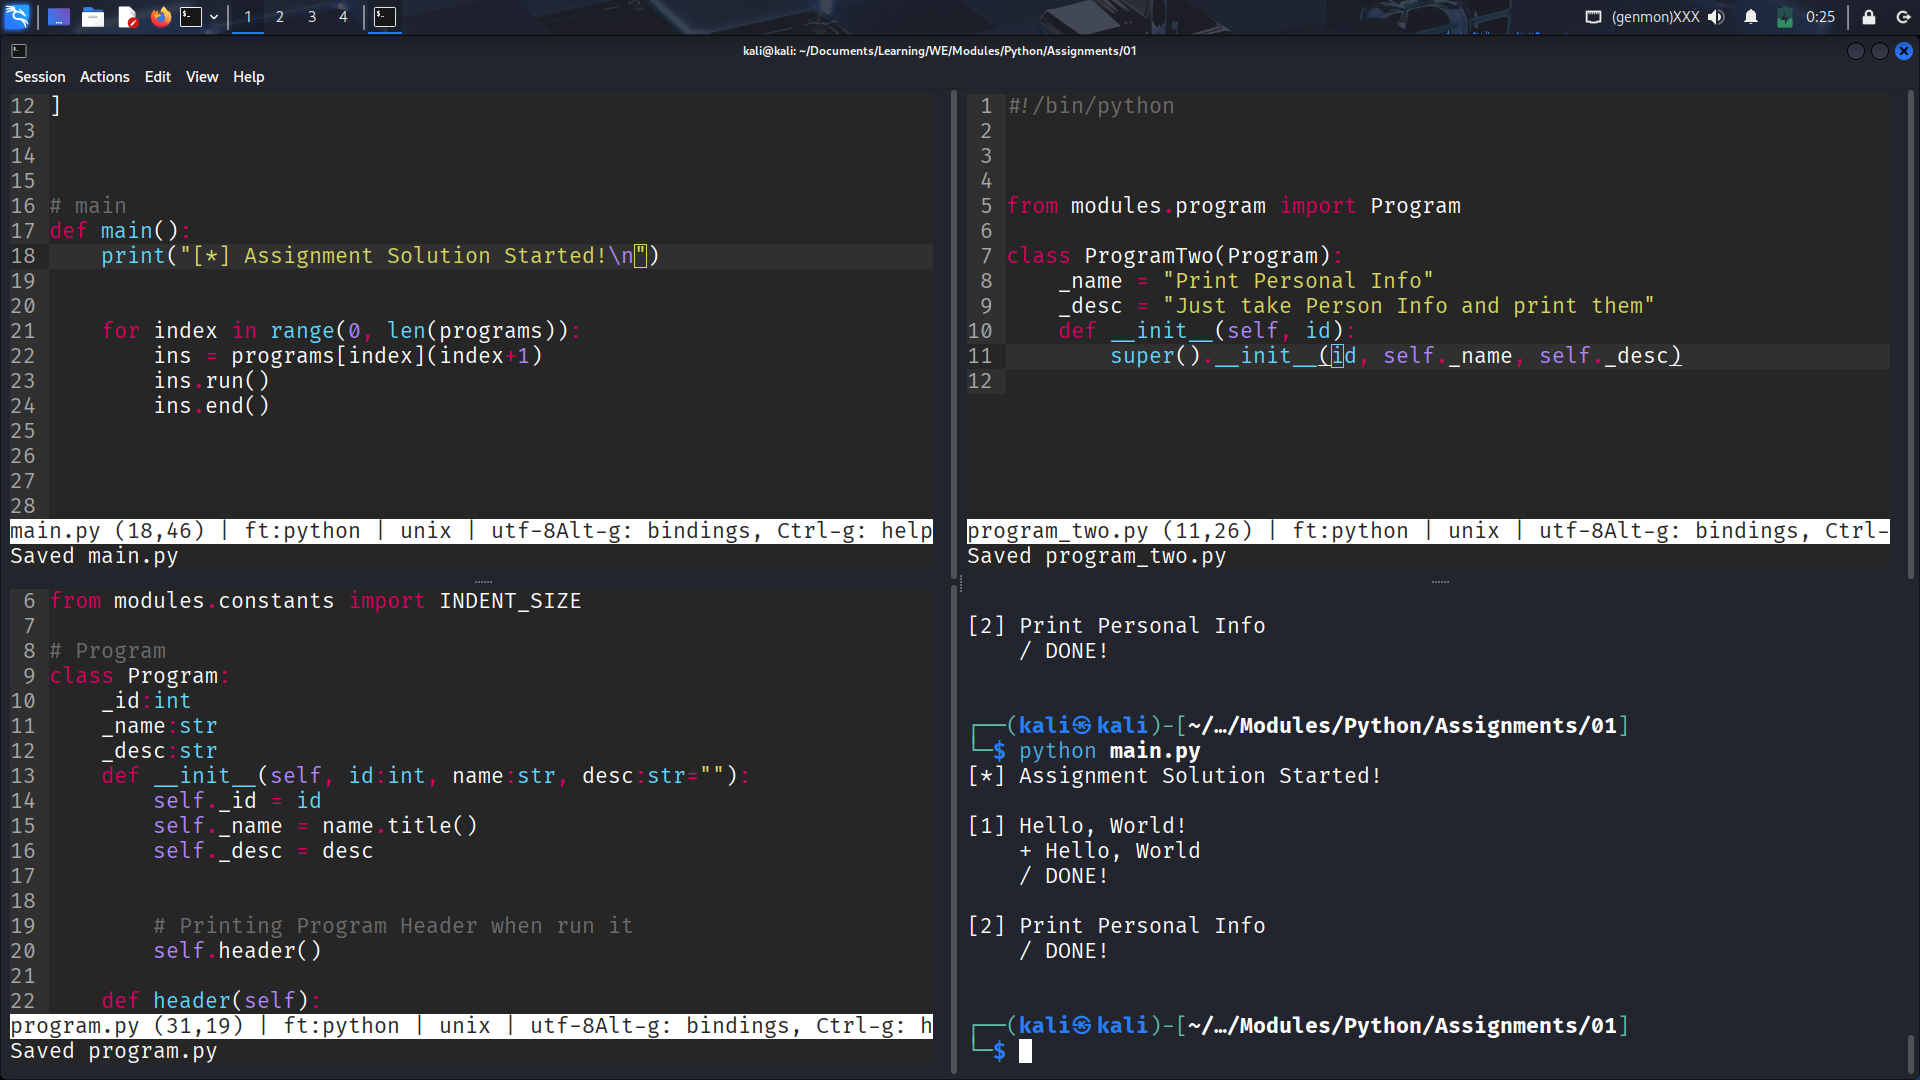 1 2 3 4
(genmon)XXX 0:25
kali@kali: ~/Documents/Learning/WE/Modules/Python/Assignments/01
Session Actions Edit View Help
12 ]
13
14
15
16 # main
17 def main():
18     print("[*] Assignment Solution Started!\n")
19
20
21     for index in range(0, len(programs)):
22         ins = programs[index](index+1)
23         ins.run()
24         ins.end()
25
26
27
28
main.py (18,46) | ft:python | unix | utf-8Alt-g: bindings, Ctrl-g: help
Saved main.py
1 #!/bin/python
2
3
4
5 from modules.program import Program
6
7 class ProgramTwo(Program):
8     _name = "Print Personal Info"
9     _desc = "Just take Person Info and print them"
10     def __init__(self, id):
11         super().__init__(id, self._name, self._desc)
12
program_two.py (11,26) | ft:python | unix | utf-8Alt-g: bindings, Ctrl-
Saved program_two.py
6 from modules.constants import INDENT_SIZE
7
8 # Program
9 class Program:
10     _id:int
11     _name:str
12     _desc:str
13     def __init__(self, id:int, name:str, desc:str=""):
14         self._id = id
15         self._name = name.title()
16         self._desc = desc
17
18
19         # Printing Program Header when run it
20         self.header()
21
22     def header(self):
program.py (31,19) | ft:python | unix | utf-8Alt-g: bindings, Ctrl-g: h
Saved program.py
[2] Print Personal Info
    / DONE!
┌──(kali㉿kali)-[~/…/Modules/Python/Assignments/01]
└─$ python main.py
[*] Assignment Solution Started!
[1] Hello, World!
    + Hello, World
    / DONE!
[2] Print Personal Info
    / DONE!
┌──(kali㉿kali)-[~/…/Modules/Python/Assignments/01]
└─$